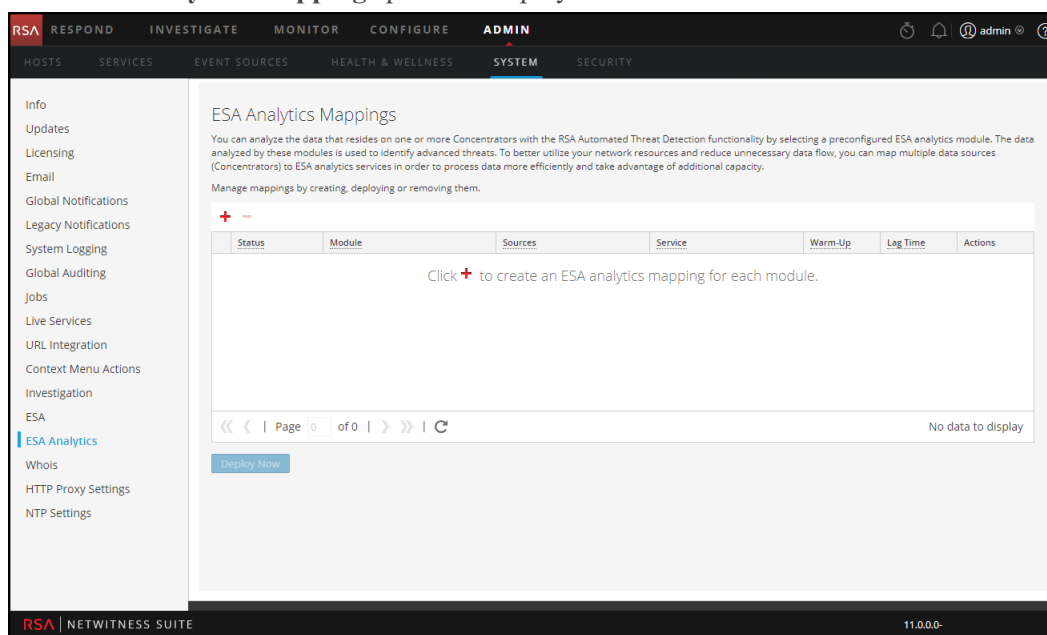 RSA RESPOND INVESTIGATE MONITOR CONFIGURE ADMIN admin
HOSTS SERVICES EVENT SOURCES HEALTH & WELLNESS SYSTEM SECURITY
Info
Updates
Licensing
Email
Global Notifications
Legacy Notifications
System Logging
Global Auditing
Jobs
Live Services
URL Integration
Context Menu Actions
Investigation
ESA
ESA Analytics
Whois
HTTP Proxy Settings
NTP Settings
ESA Analytics Mappings
You can analyze the data that resides on one or more Concentrators with the RSA Automated Threat Detection functionality by selecting a preconfigured ESA analytics module. The data
analyzed by these modules is used to identify advanced threats. To better utilize your network resources and reduce unnecessary data flow, you can map multiple data sources
(Concentrators) to ESA analytics services in order to process data more efficiently and take advantage of additional capacity.
Manage mappings by creating, deploying or removing them.
Status Module Sources Service Warm-Up Lag Time Actions
Click + to create an ESA analytics mapping for each module.
Page 0 of 0 No data to display
Deploy Now
RSA NETWITNESS SUITE 11.0.0.0-